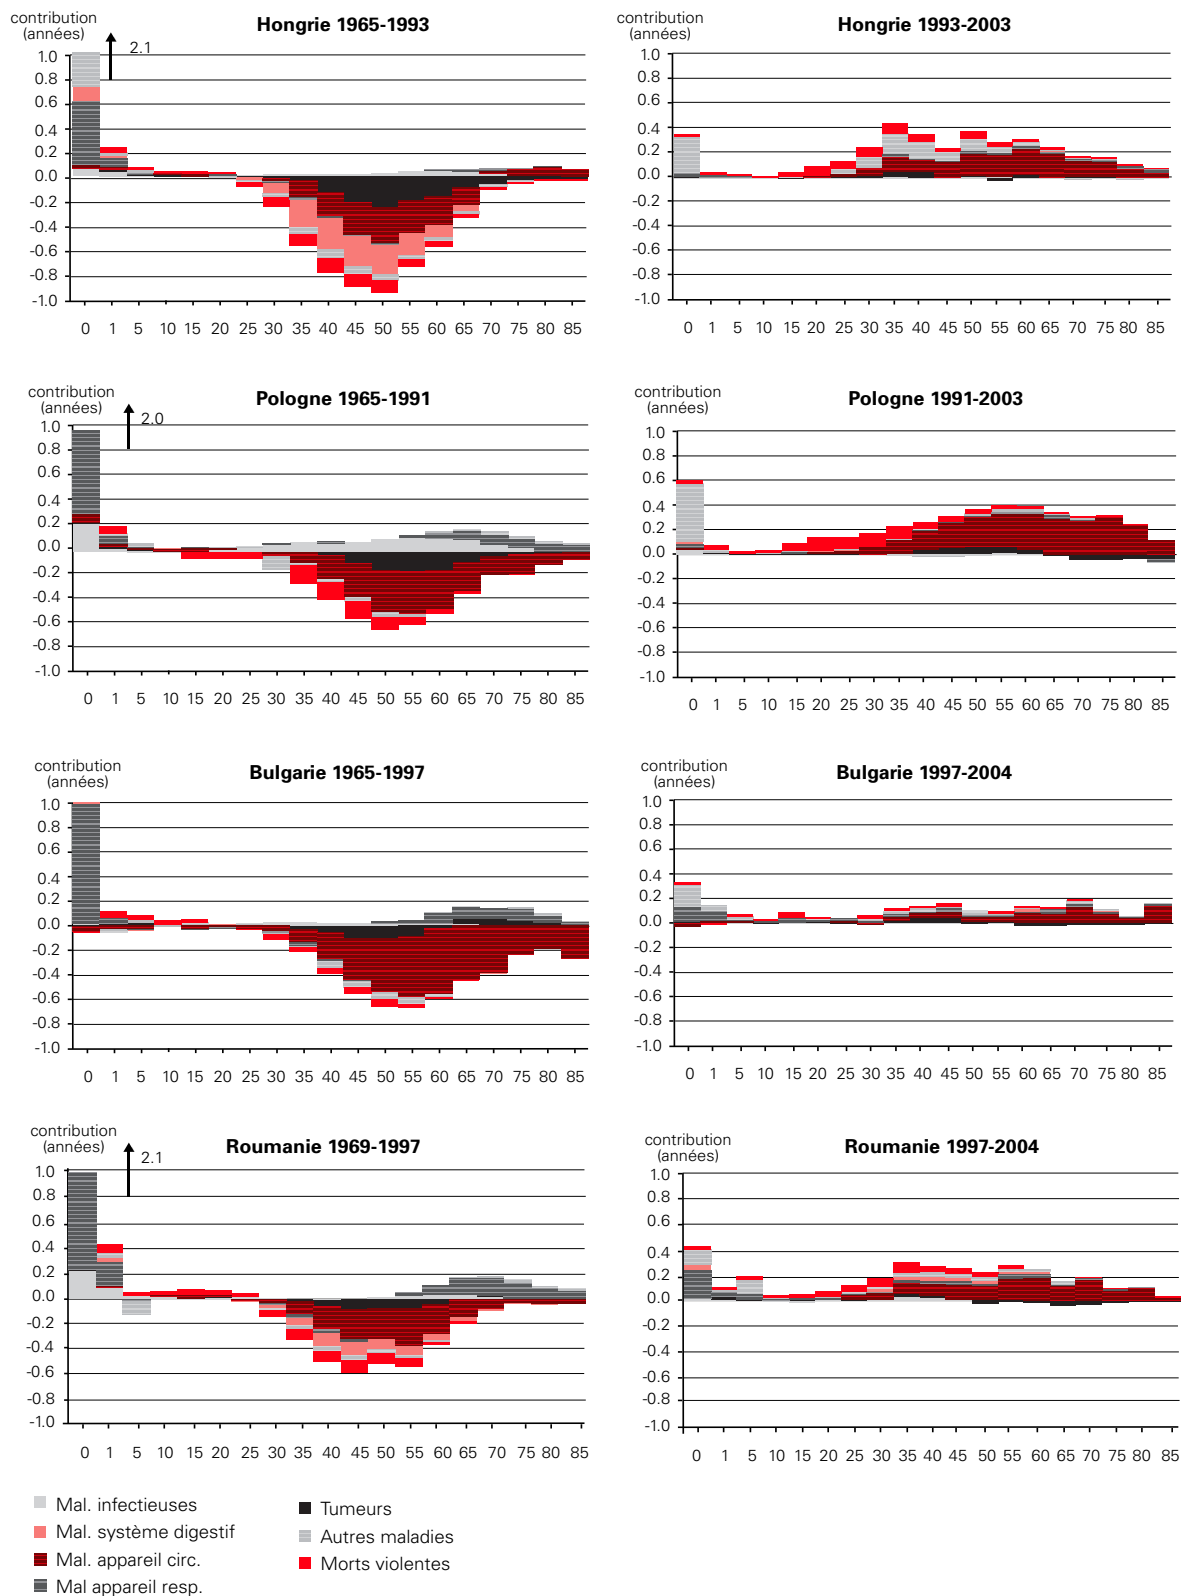 contribution
(années)
Hongrie 1965-1993
2.1
1.0
0.8
0.6
0.4
0.2
0.0
-0.2
-0.4
-0.6
-0.8
-1.0
0 1 5 10 15 20 25 30 35 40 45 50 55 60 65 70 75 80 85
contribution
(années)
Hongrie 1993-2003
1.0
0.8
0.6
0.4
0.2
0.0
-0.2
-0.4
-0.6
-0.8
-1.0
0 1 5 10 15 20 25 30 35 40 45 50 55 60 65 70 75 80 85
contribution
(années)
Pologne 1965-1991
2.0
1.0
0.8
0.6
0.4
0.2
0.0
-0.2
-0.4
-0.6
-0.8
-1.0
0 1 5 10 15 20 25 30 35 40 45 50 55 60 65 70 75 80 85
contribution
(années)
Pologne 1991-2003
1.0
0.8
0.6
0.4
0.2
0.0
-0.2
-0.4
-0.6
-0.8
-1.0
0 1 5 10 15 20 25 30 35 40 45 50 55 60 65 70 75 80 85
contribution
(années)
Bulgarie 1965-1997
1.0
0.8
0.6
0.4
0.2
0.0
-0.2
-0.4
-0.6
-0.8
-1.0
0 1 5 10 15 20 25 30 35 40 45 50 55 60 65 70 75 80 85
contribution
(années)
Bulgarie 1997-2004
1.0
0.8
0.6
0.4
0.2
0.0
-0.2
-0.4
-0.6
-0.8
-1.0
0 1 5 10 15 20 25 30 35 40 45 50 55 60 65 70 75 80 85
contribution
(années)
Roumanie 1969-1997
2.1
1.0
0.8
0.6
0.4
0.2
0.0
-0.2
-0.4
-0.6
-0.8
-1.0
0 1 5 10 15 20 25 30 35 40 45 50 55 60 65 70 75 80 85
contribution
(années)
Roumanie 1997-2004
1.0
0.8
0.6
0.4
0.2
0.0
-0.2
-0.4
-0.6
-0.8
-1.0
0 1 5 10 15 20 25 30 35 40 45 50 55 60 65 70 75 80 85
Mal. infectieuses
Mal. système digestif
Mal. appareil circ.
Mal appareil resp.
Tumeurs
Autres maladies
Morts violentes